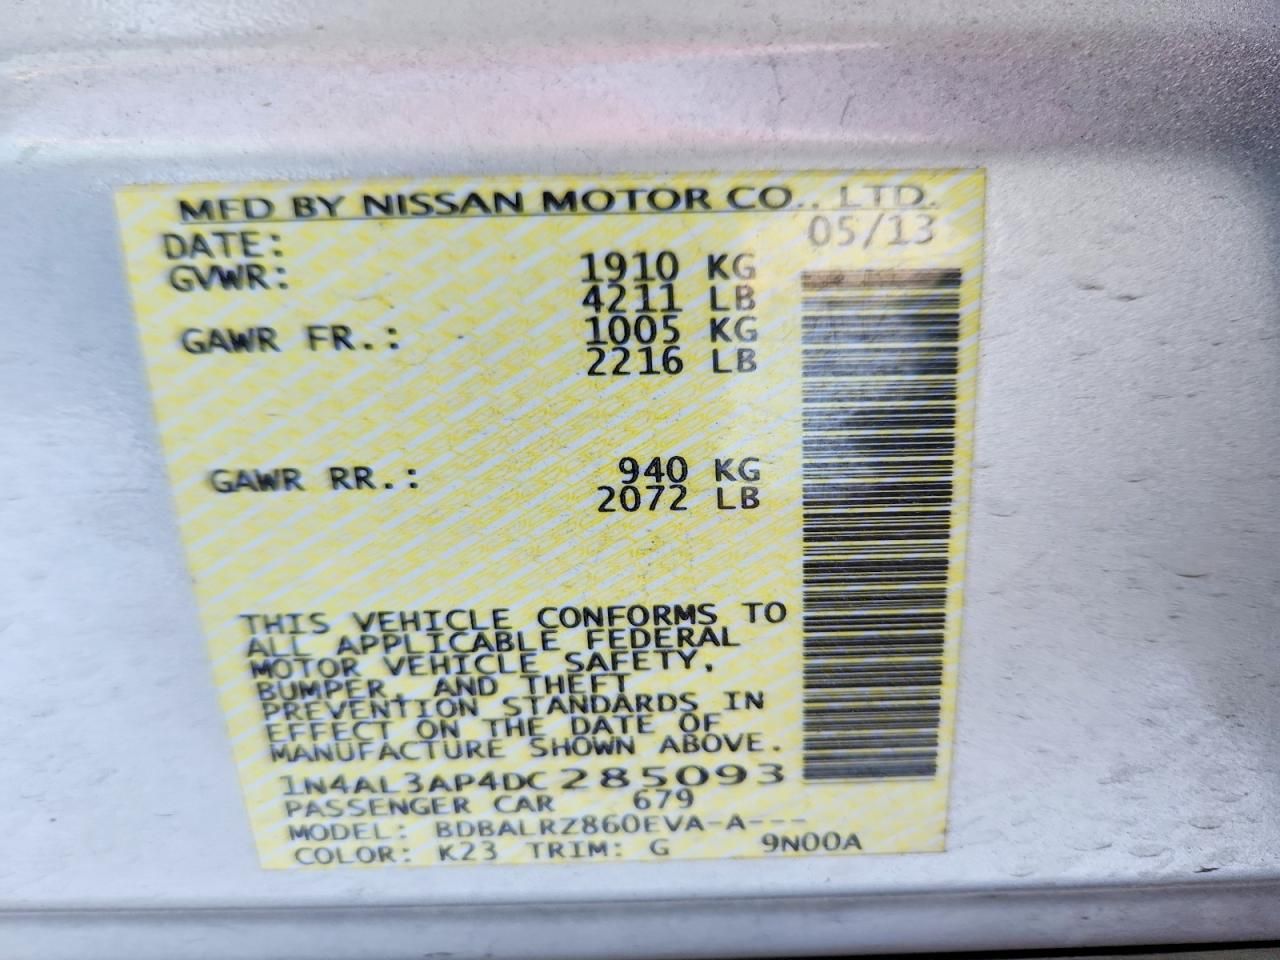 MFD BY NISSAN MOTOR CO., LTD.
DATE: 05/13
GVWR: 1910 KG
4211 LB
GAWR FR.: 1005 KG
2216 LB
GAWR RR.: 940 KG
2072 LB
THIS VEHICLE CONFORMS TO
ALL APPLICABLE FEDERAL
MOTOR VEHICLE SAFETY,
BUMPER, AND THEFT
PREVENTION STANDARDS IN
EFFECT ON THE DATE OF
MANUFACTURE SHOWN ABOVE.
1N4AL3AP4DC285093
PASSENGER CAR 679
MODEL: BDBALRZ860EVA-A---
COLOR: K23 TRIM: G 9N00A